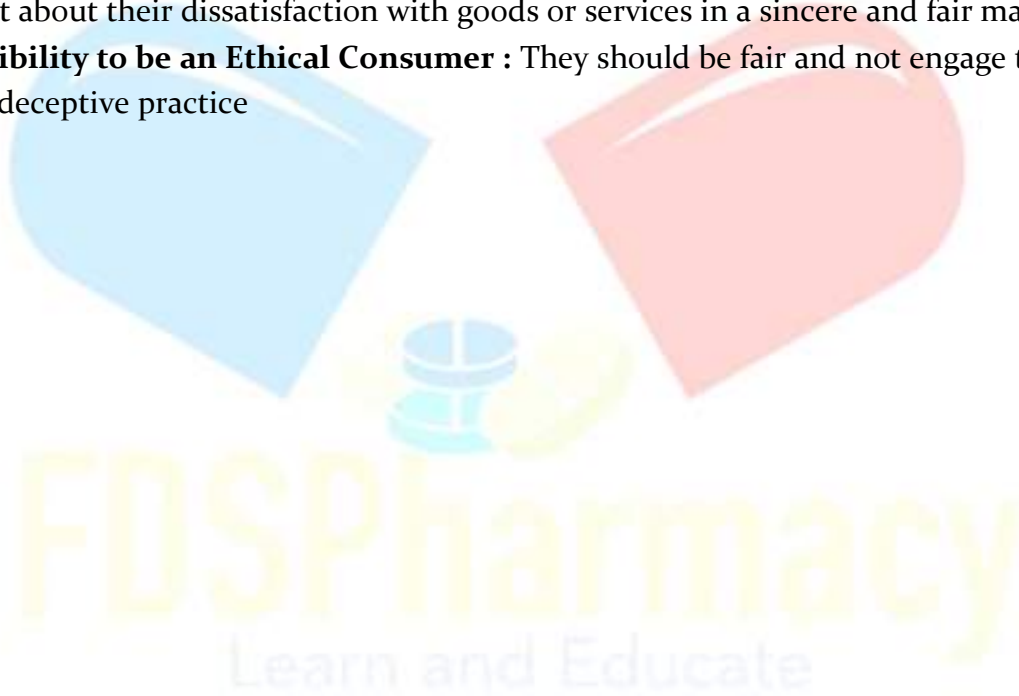 t about their dissatisfaction with goods or services in a sincere and fair ma
ibility to be an Ethical Consumer : They should be fair and not engage t
deceptive practice
FDSPharmacy
Learn and Educate